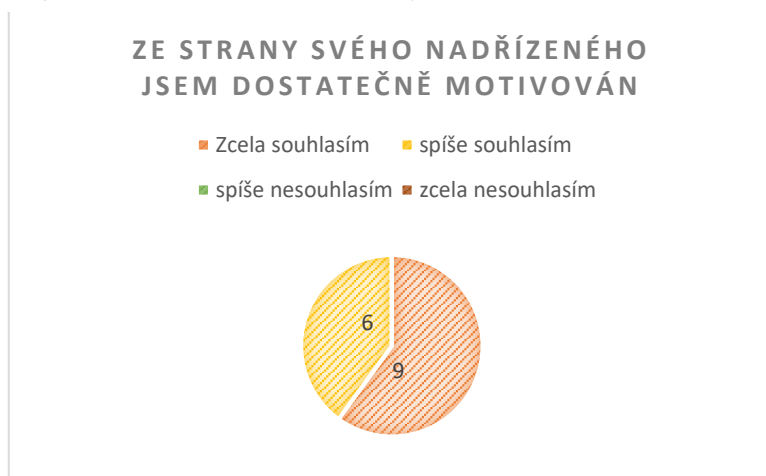 ZE STRANY SVÉHO NADŘÍZENÉHO
JSEM DOSTATEČNĚ MOTIVOVÁN
Zcela souhlasím spíše souhlasím
spíše nesouhlasím zcela nesouhlasím
6
9